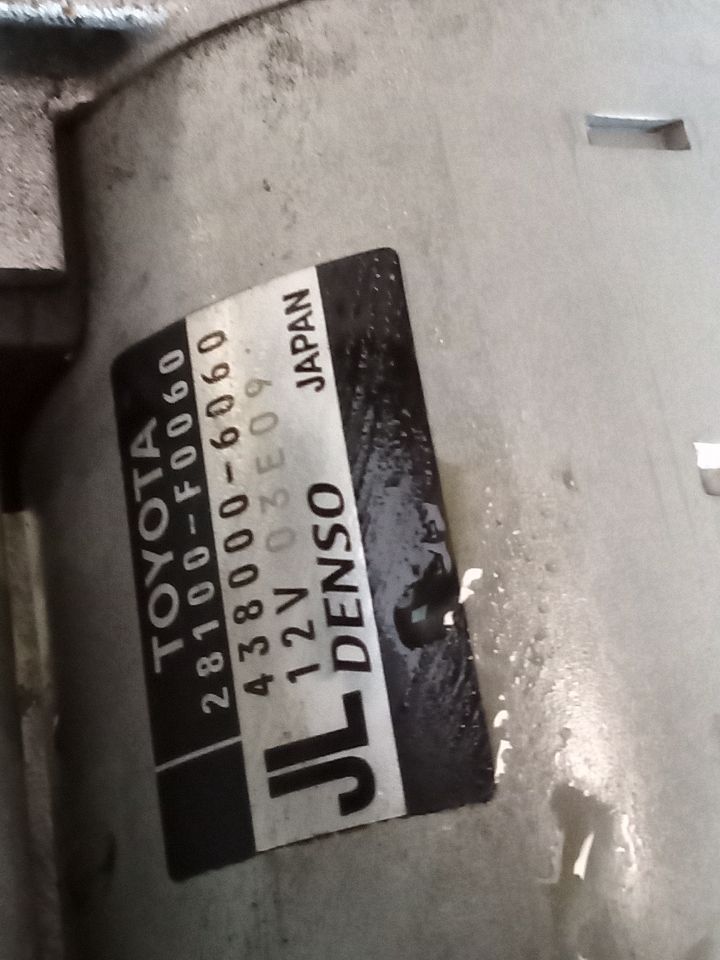 TOYOTA
28100-F0060
438000-6060
12V 03E09
JL DENSO JAPAN